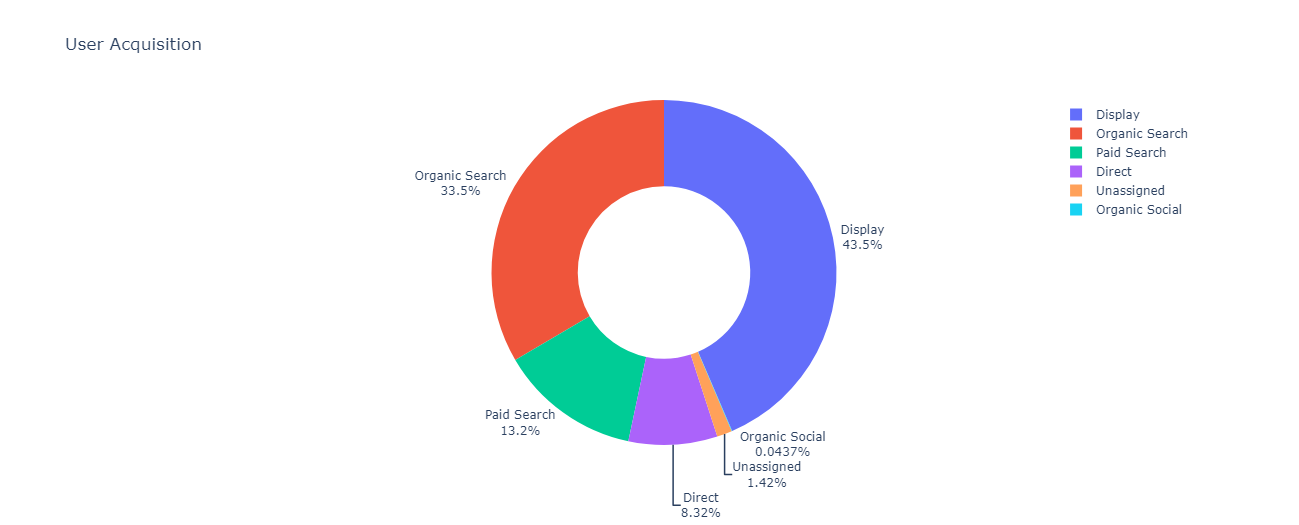 User Acquisition
Display
Organic Search
Paid Search
Direct
Unassigned
Organic Social
Organic Search
33.5%
Display
43.5%
Paid Search
13.2%
Organic Social
0.0437%
Unassigned
1.42%
Direct
8.32%